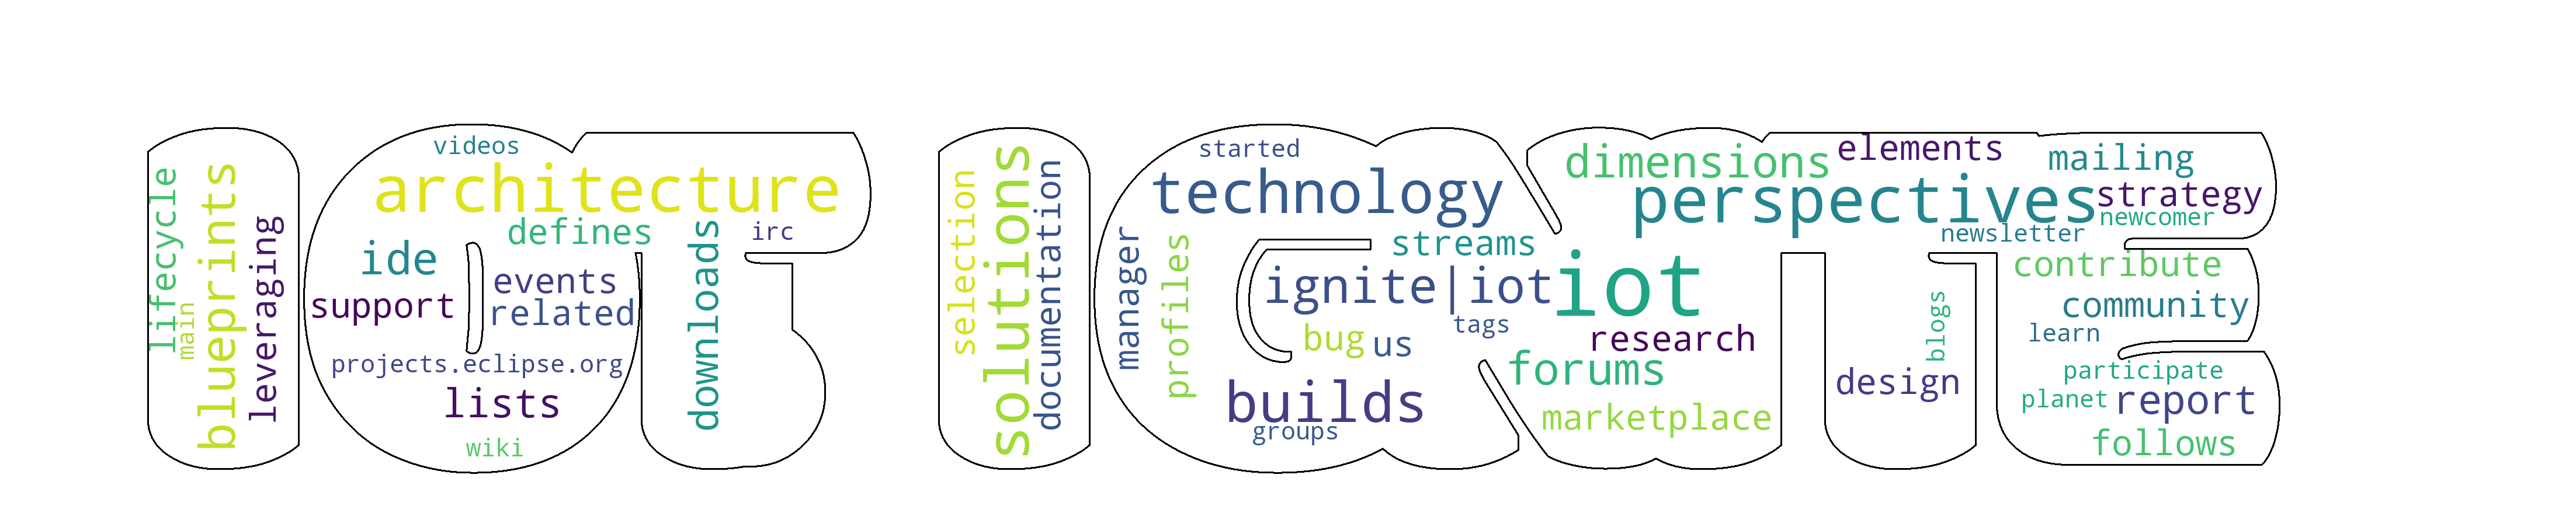 lifecycle
main
blueprints
leveraging
videos
architecture
defines
irc
ide
events
support
related
projects.eclipse.org
lists
wiki
downloads
selection
solutions
documentation
started
technology
manager
profiles
streams
ignite|iot
iot
tags
bug
us
builds
groups
dimensions
elements
mailing
perspectives
strategy
newcomer
newsletter
research
forums
marketplace
blogs
design
contribute
community
learn
participate
planet
report
follows